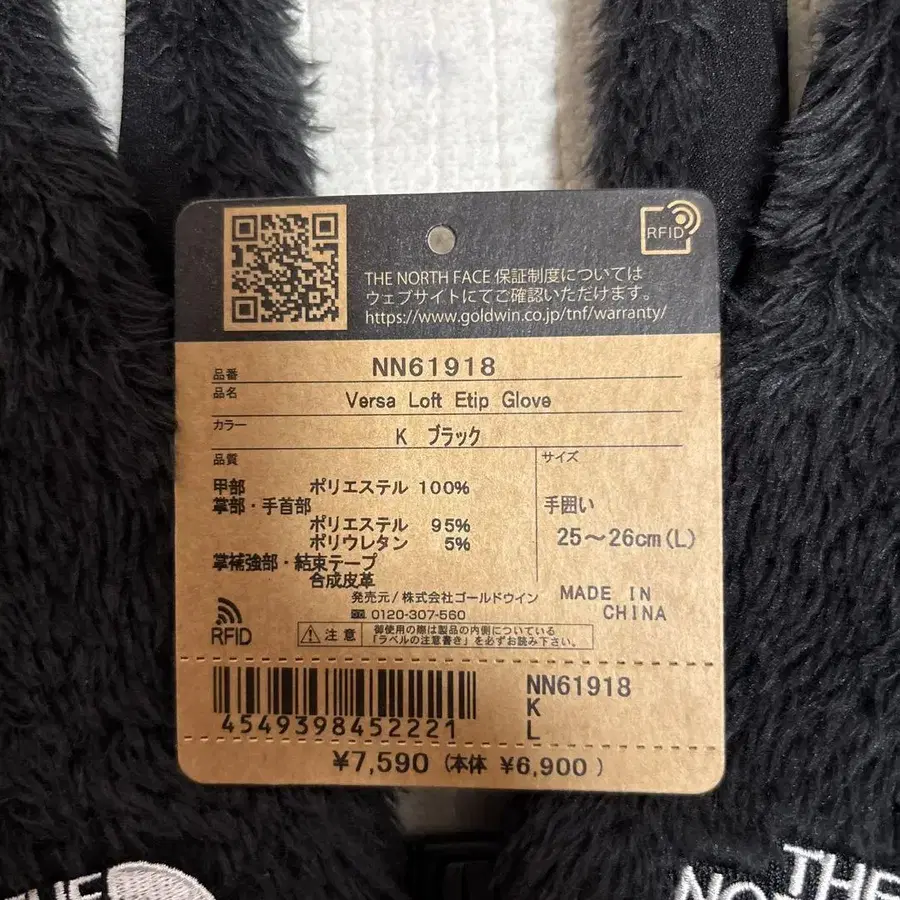 RFID
THE NORTH FACE 保証制度については
ウェブサイトにてご確認いただけます。
https://www.goldwin.co.jp/tnf/warranty/
品番 NN61918
品名 Versa Loft Etip Glove
カラー K ブラック
品質
甲部 ポリエステル 100%
掌部・手首部
ポリエステル 95%
ポリウレタン 5%
掌補強部・結束テープ
合成皮革
サイズ
手囲い
25~26cm(L)
発売元/株式会社ゴールドウイン
0120-307-560
MADE IN
CHINA
RFID
注意 御使用の際は製品の内側についている
「ラベルの注意書き」を必ずお読み下さい。
4549398452221
NN61918
K
L
¥7,590 (本体 ¥6,900 )
THE
THE
NO